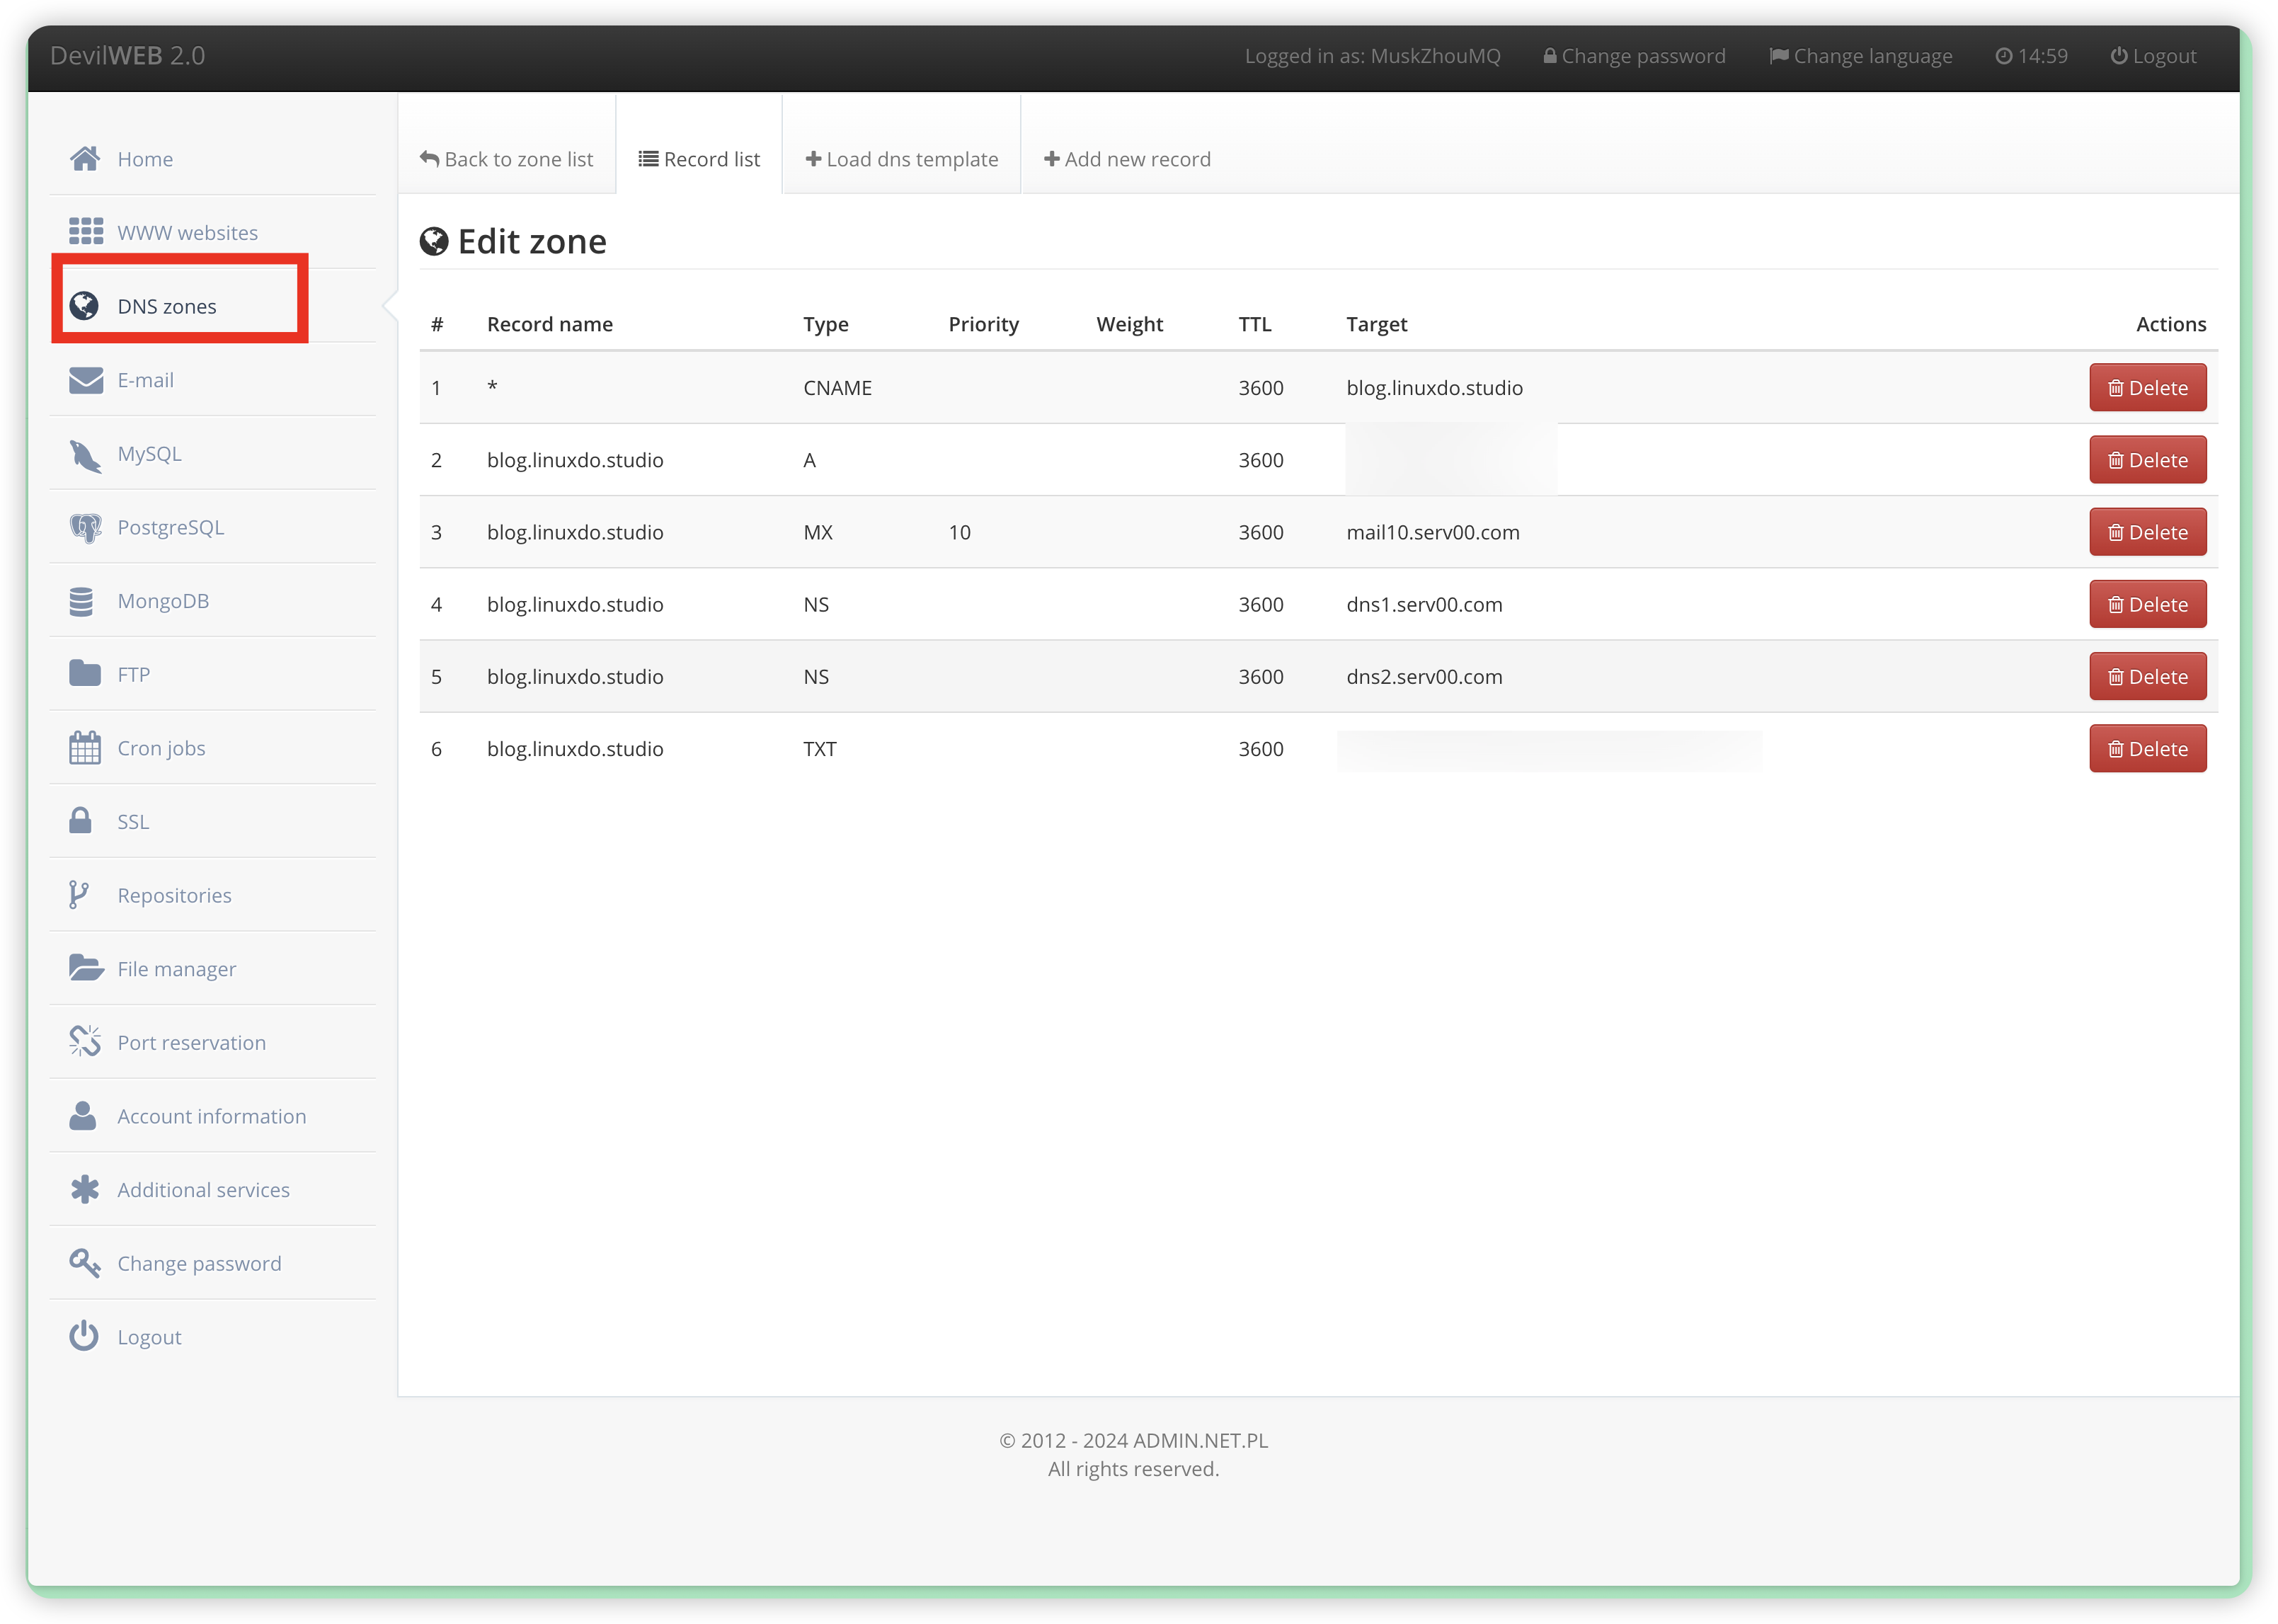 DevilWEB 2.0
Logged in as: MuskZhouMQ Change password Change language 14:59 Logout
Home
WWW websites
DNS zones
E-mail
MySQL
PostgreSQL
MongoDB
FTP
Cron jobs
SSL
Repositories
File manager
Port reservation
Account information
Additional services
Change password
Logout
Back to zone list Record list Load dns template Add new record
Edit zone
# Record name Type Priority Weight TTL Target Actions
1 * CNAME 3600 blog.linuxdo.studio Delete
2 blog.linuxdo.studio A 3600 Delete
3 blog.linuxdo.studio MX 10 3600 mail10.serv00.com Delete
4 blog.linuxdo.studio NS 3600 dns1.serv00.com Delete
5 blog.linuxdo.studio NS 3600 dns2.serv00.com Delete
6 blog.linuxdo.studio TXT 3600 Delete
© 2012 - 2024 ADMIN.NET.PL
All rights reserved.